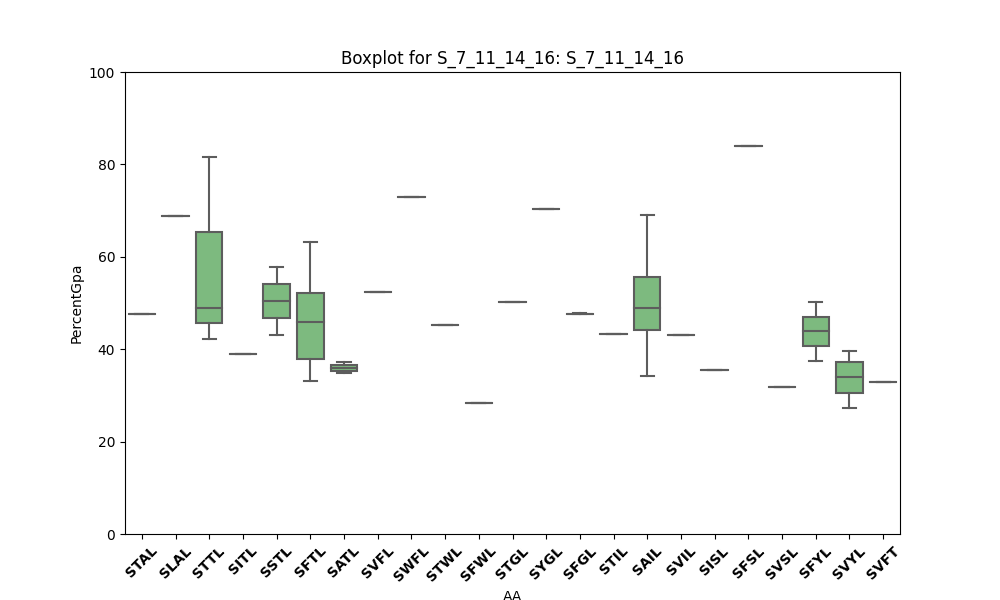 Boxplot for S_7_11_14_16: S_7_11_14_16
PercentGpa
100
80
60
40
20
0
STAL SLAL STTL SITL SSTL SFTL SATL SVFL SWFL STWL SFWL STGL SYGL SFGL STIL SAIL SVIL SISL SFSL SVSL SFYL SVYL SVFT
AA